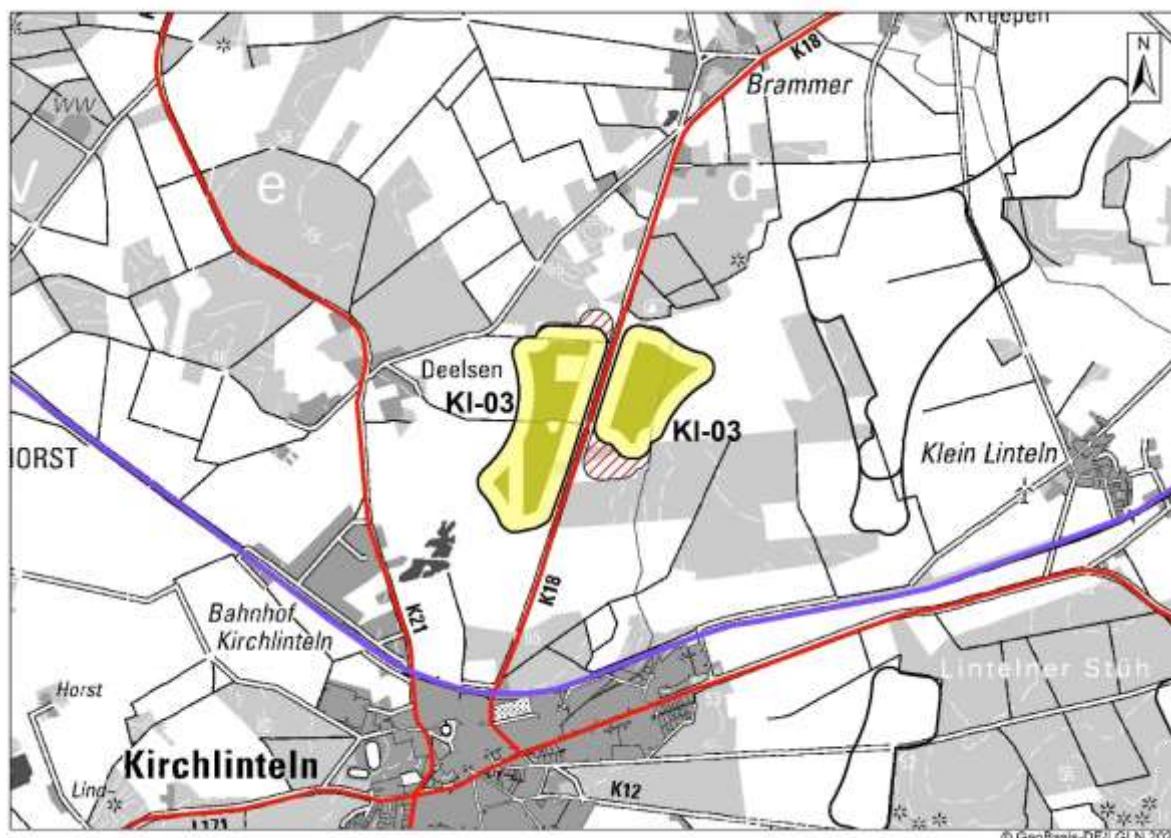 Kreepen
K18
N
Brammer
WW
V
e
r
d
Deelsen
KI-03
KI-03
HORST
Klein Linteln
K18
K21
Bahnhof
Kirchlinteln
Lintelner Stüh
Horst
Kirchlinteln
Lind-
K12
L171